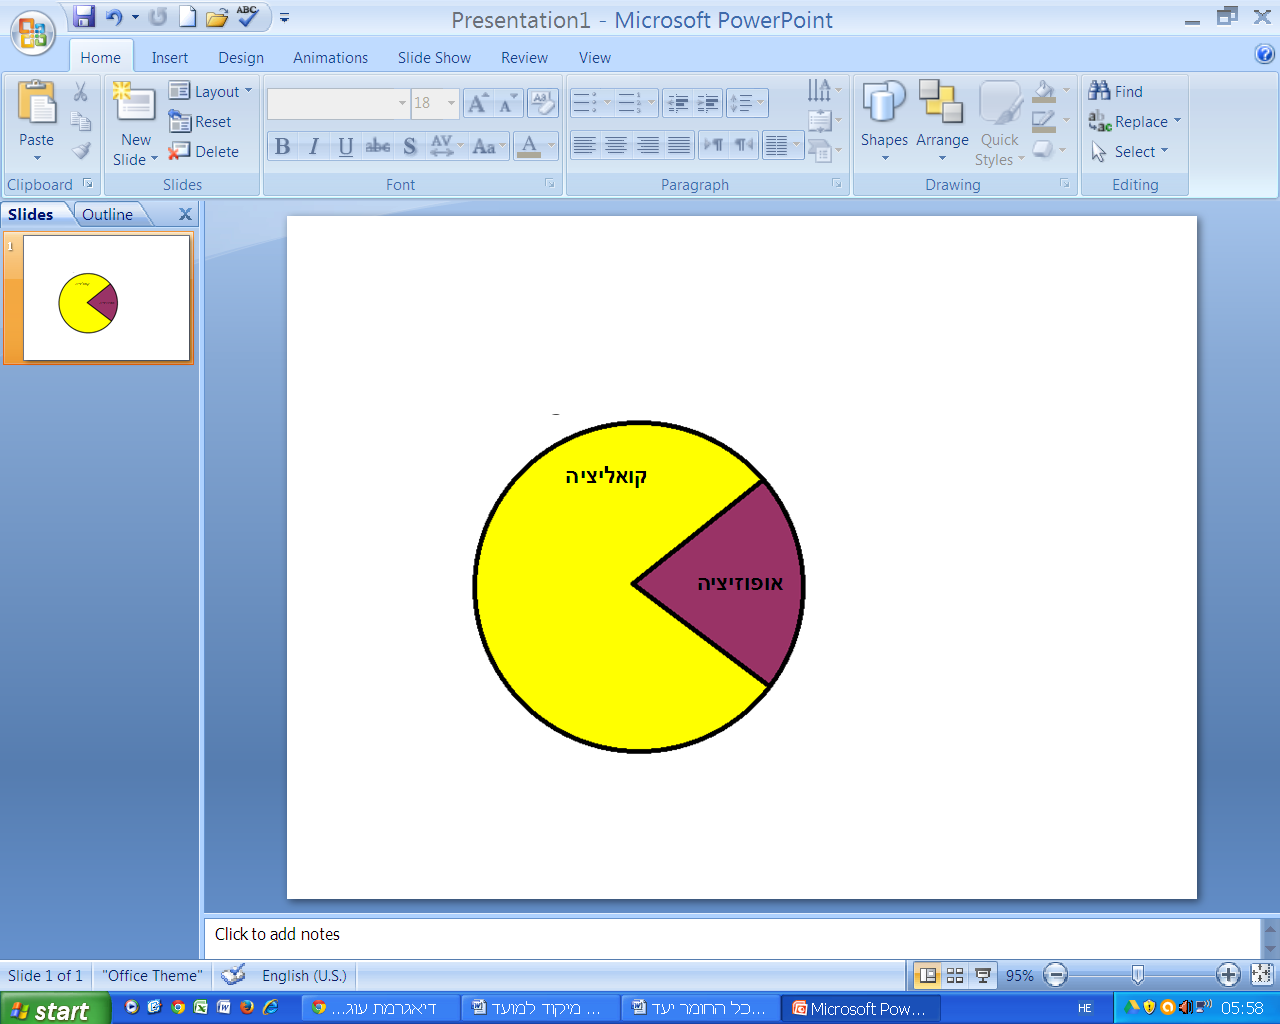 Presentation1 - Microsoft PowerPoint
Home Insert Design Animations Slide Show Review View
Paste
New Slide
Layout
Reset
Delete
18
Shapes Arrange Quick Styles
Find
Replace
Select
Clipboard Slides Font Paragraph Drawing Editing
Slides Outline
1
קואליציה
אופוזיציה
Click to add notes
Slide 1 of 1 "Office Theme" English (U.S.) 95%
start
דיאגרמת עוג...
מיקוד למועד ...
כל החומר יעד...
Microsoft Pow...
HE
05:58